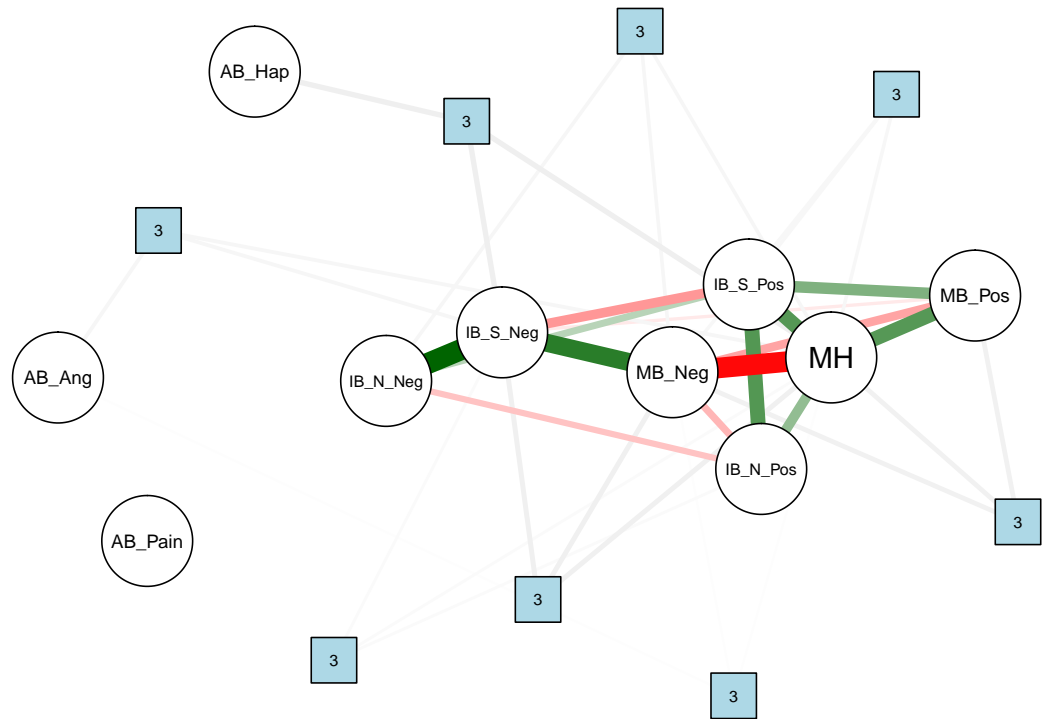 3
AB_Hap
3
3
3
IB_S_Pos
MB_Pos
IB_S_Neg
MH
MB_Neg
AB_Ang
IB_N_Neg
IB_N_Pos
3
AB_Pain
3
3
3